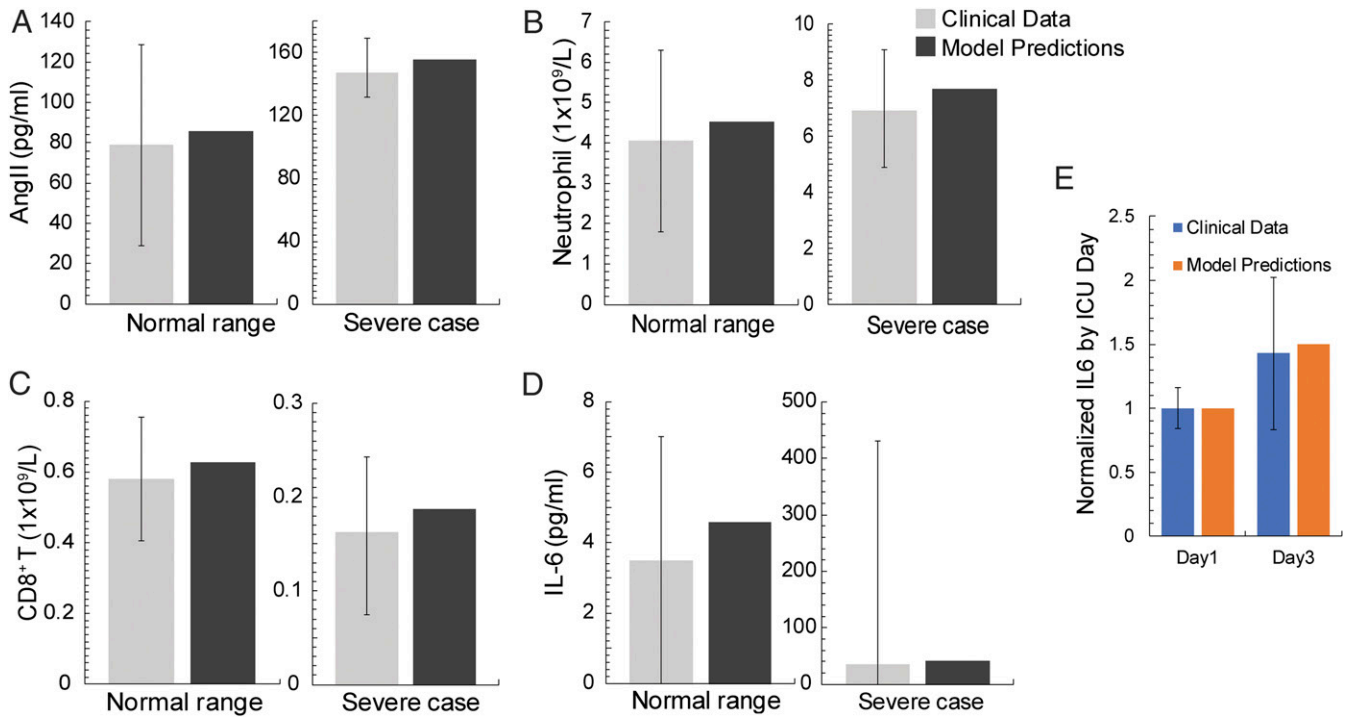 A
AngII (pg/ml)
140
120
100
80
60
40
20
0
Normal range
160
120
80
40
0
Severe case
B
Neutrophil (1x10⁹/L)
7
6
5
4
3
2
1
0
Normal range
10
8
6
4
2
0
Severe case
Clinical Data
Model Predictions
C
CD8⁺ T (1x10⁹/L)
0.8
0.6
0.4
0.2
0
Normal range
0.3
0.2
0.1
0
Severe case
D
IL-6 (pg/ml)
8
6
4
2
0
Normal range
500
400
300
200
100
0
Severe case
E
Normalized IL6 by ICU Day
2.5
2
1.5
1
0.5
0
Clinical Data
Model Predictions
Day1 Day3